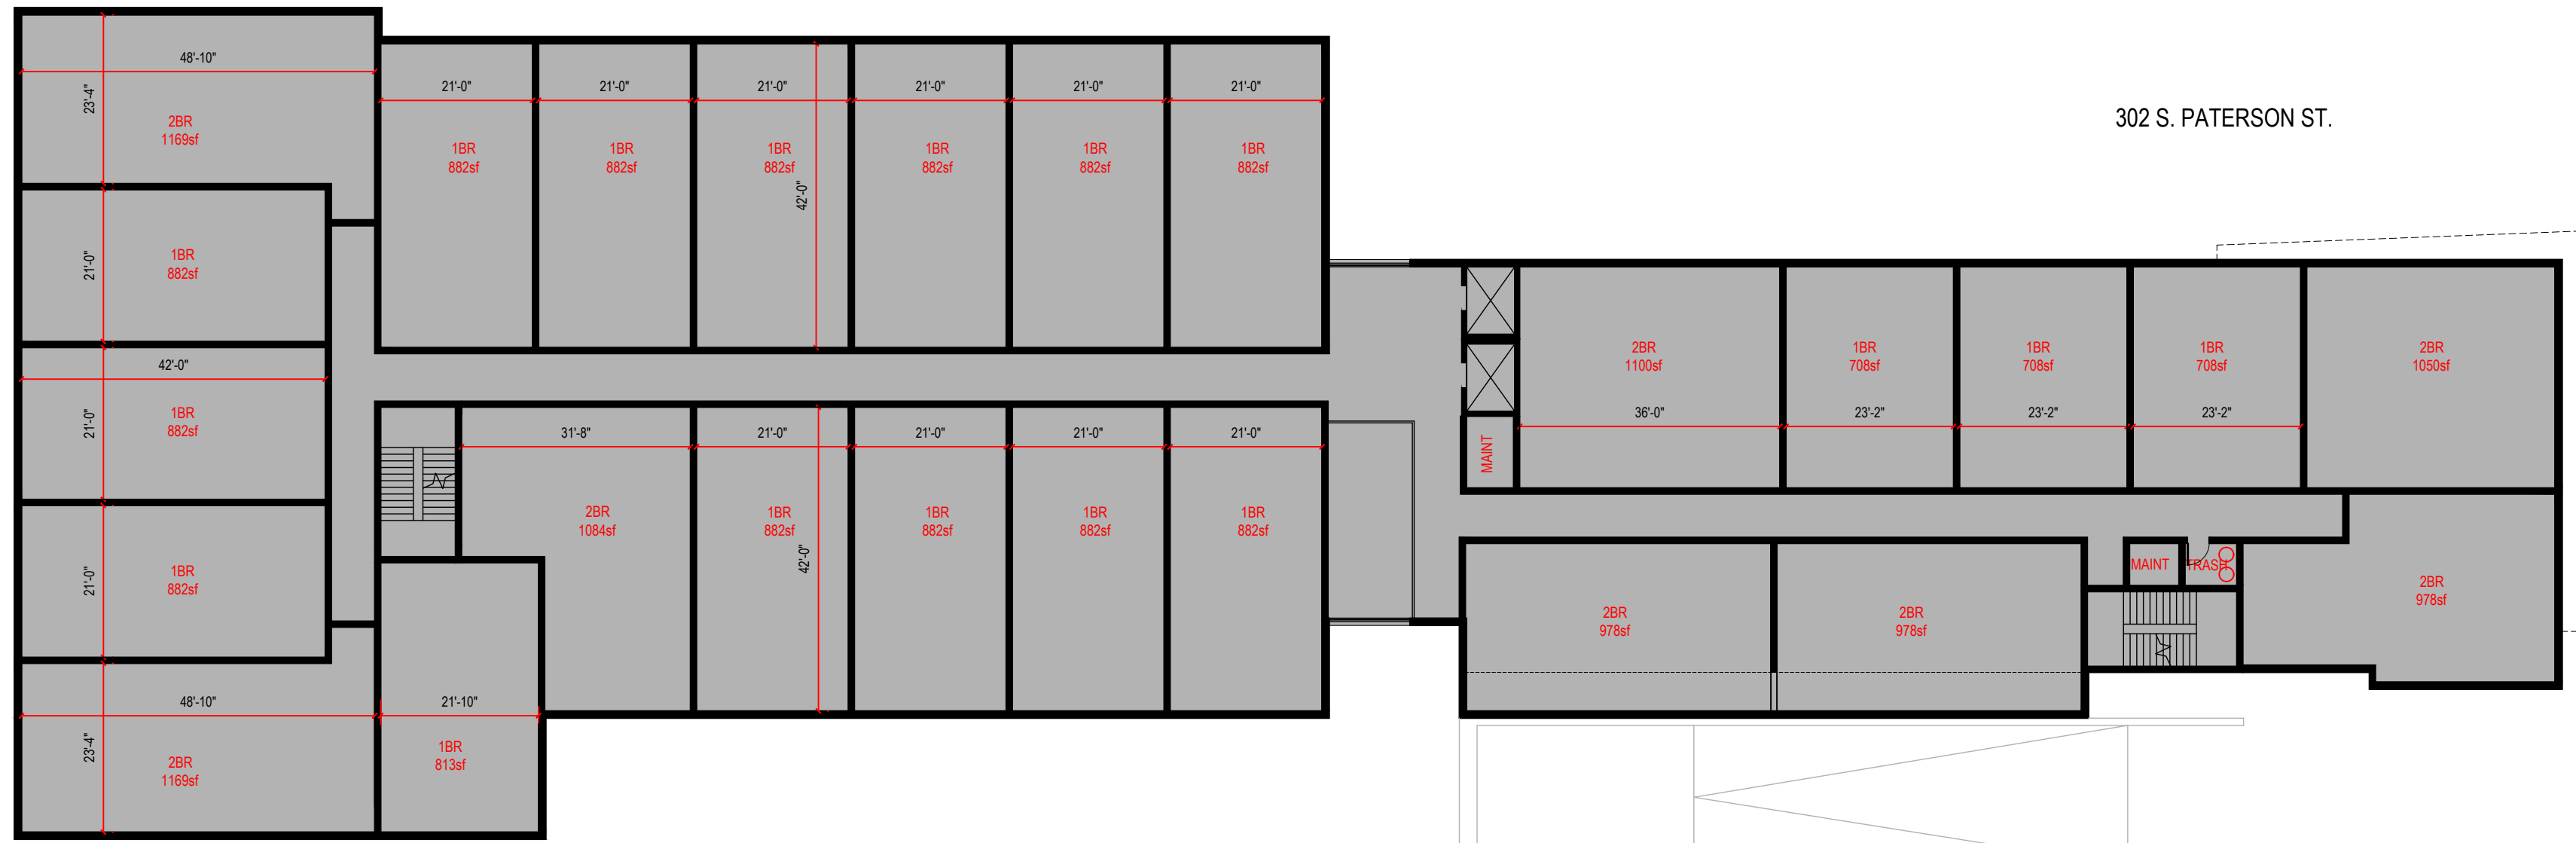 302 S. PATERSON ST.
48'-10"
23'-4"
2BR
1169sf
21'-0"
21'-0"
21'-0"
21'-0"
21'-0"
21'-0"
1BR
882sf
1BR
882sf
1BR
882sf
1BR
882sf
1BR
882sf
1BR
882sf
42'-0"
21'-0"
1BR
882sf
42'-0"
21'-0"
1BR
882sf
21'-0"
1BR
882sf
48'-10"
23'-4"
2BR
1169sf
21'-10"
1BR
813sf
31'-8"
21'-0"
21'-0"
21'-0"
21'-0"
2BR
1084sf
1BR
882sf
1BR
882sf
1BR
882sf
1BR
882sf
42'-0"
MAINT
2BR
1100sf
1BR
708sf
1BR
708sf
1BR
708sf
2BR
1050sf
36'-0"
23'-2"
23'-2"
23'-2"
2BR
978sf
2BR
978sf
MAINT
TRASH
2BR
978sf